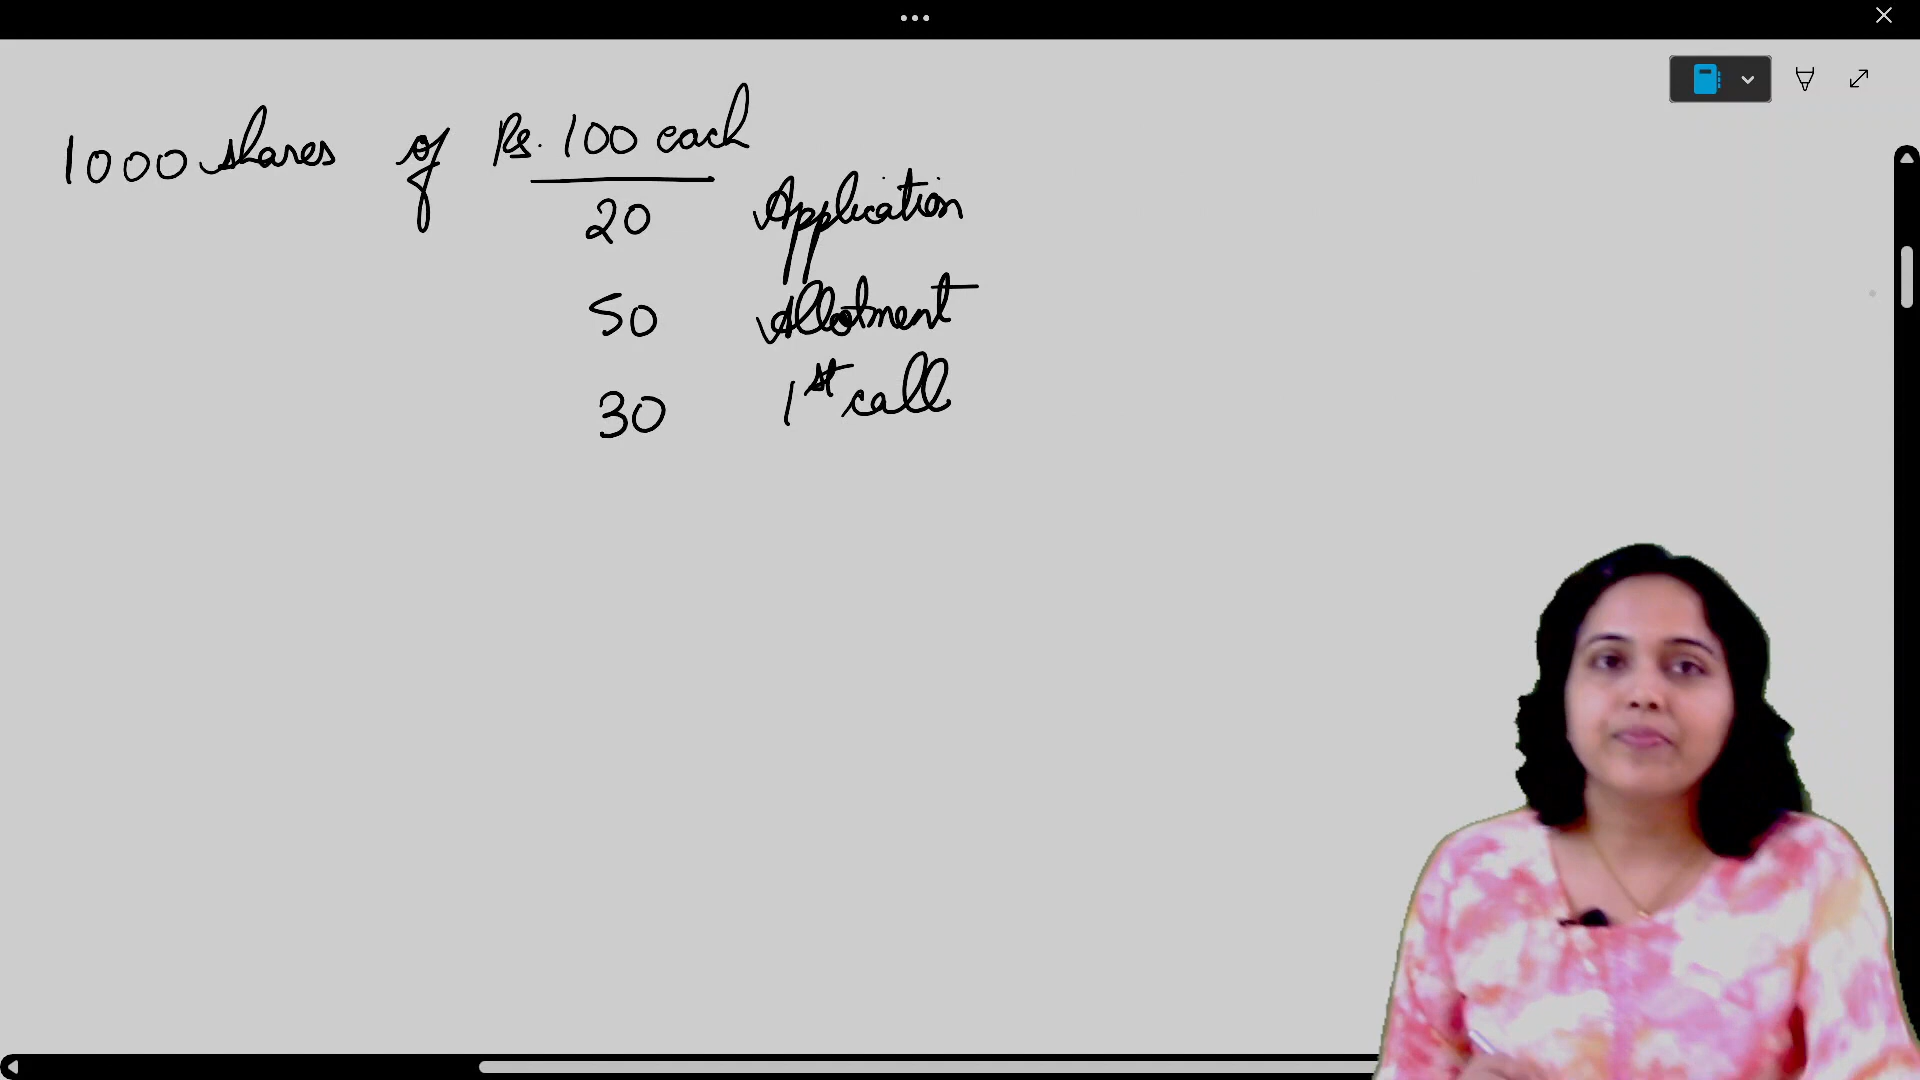 1000 shares of Rs. 100 each
20 Application
50 Allotment
30 1st call